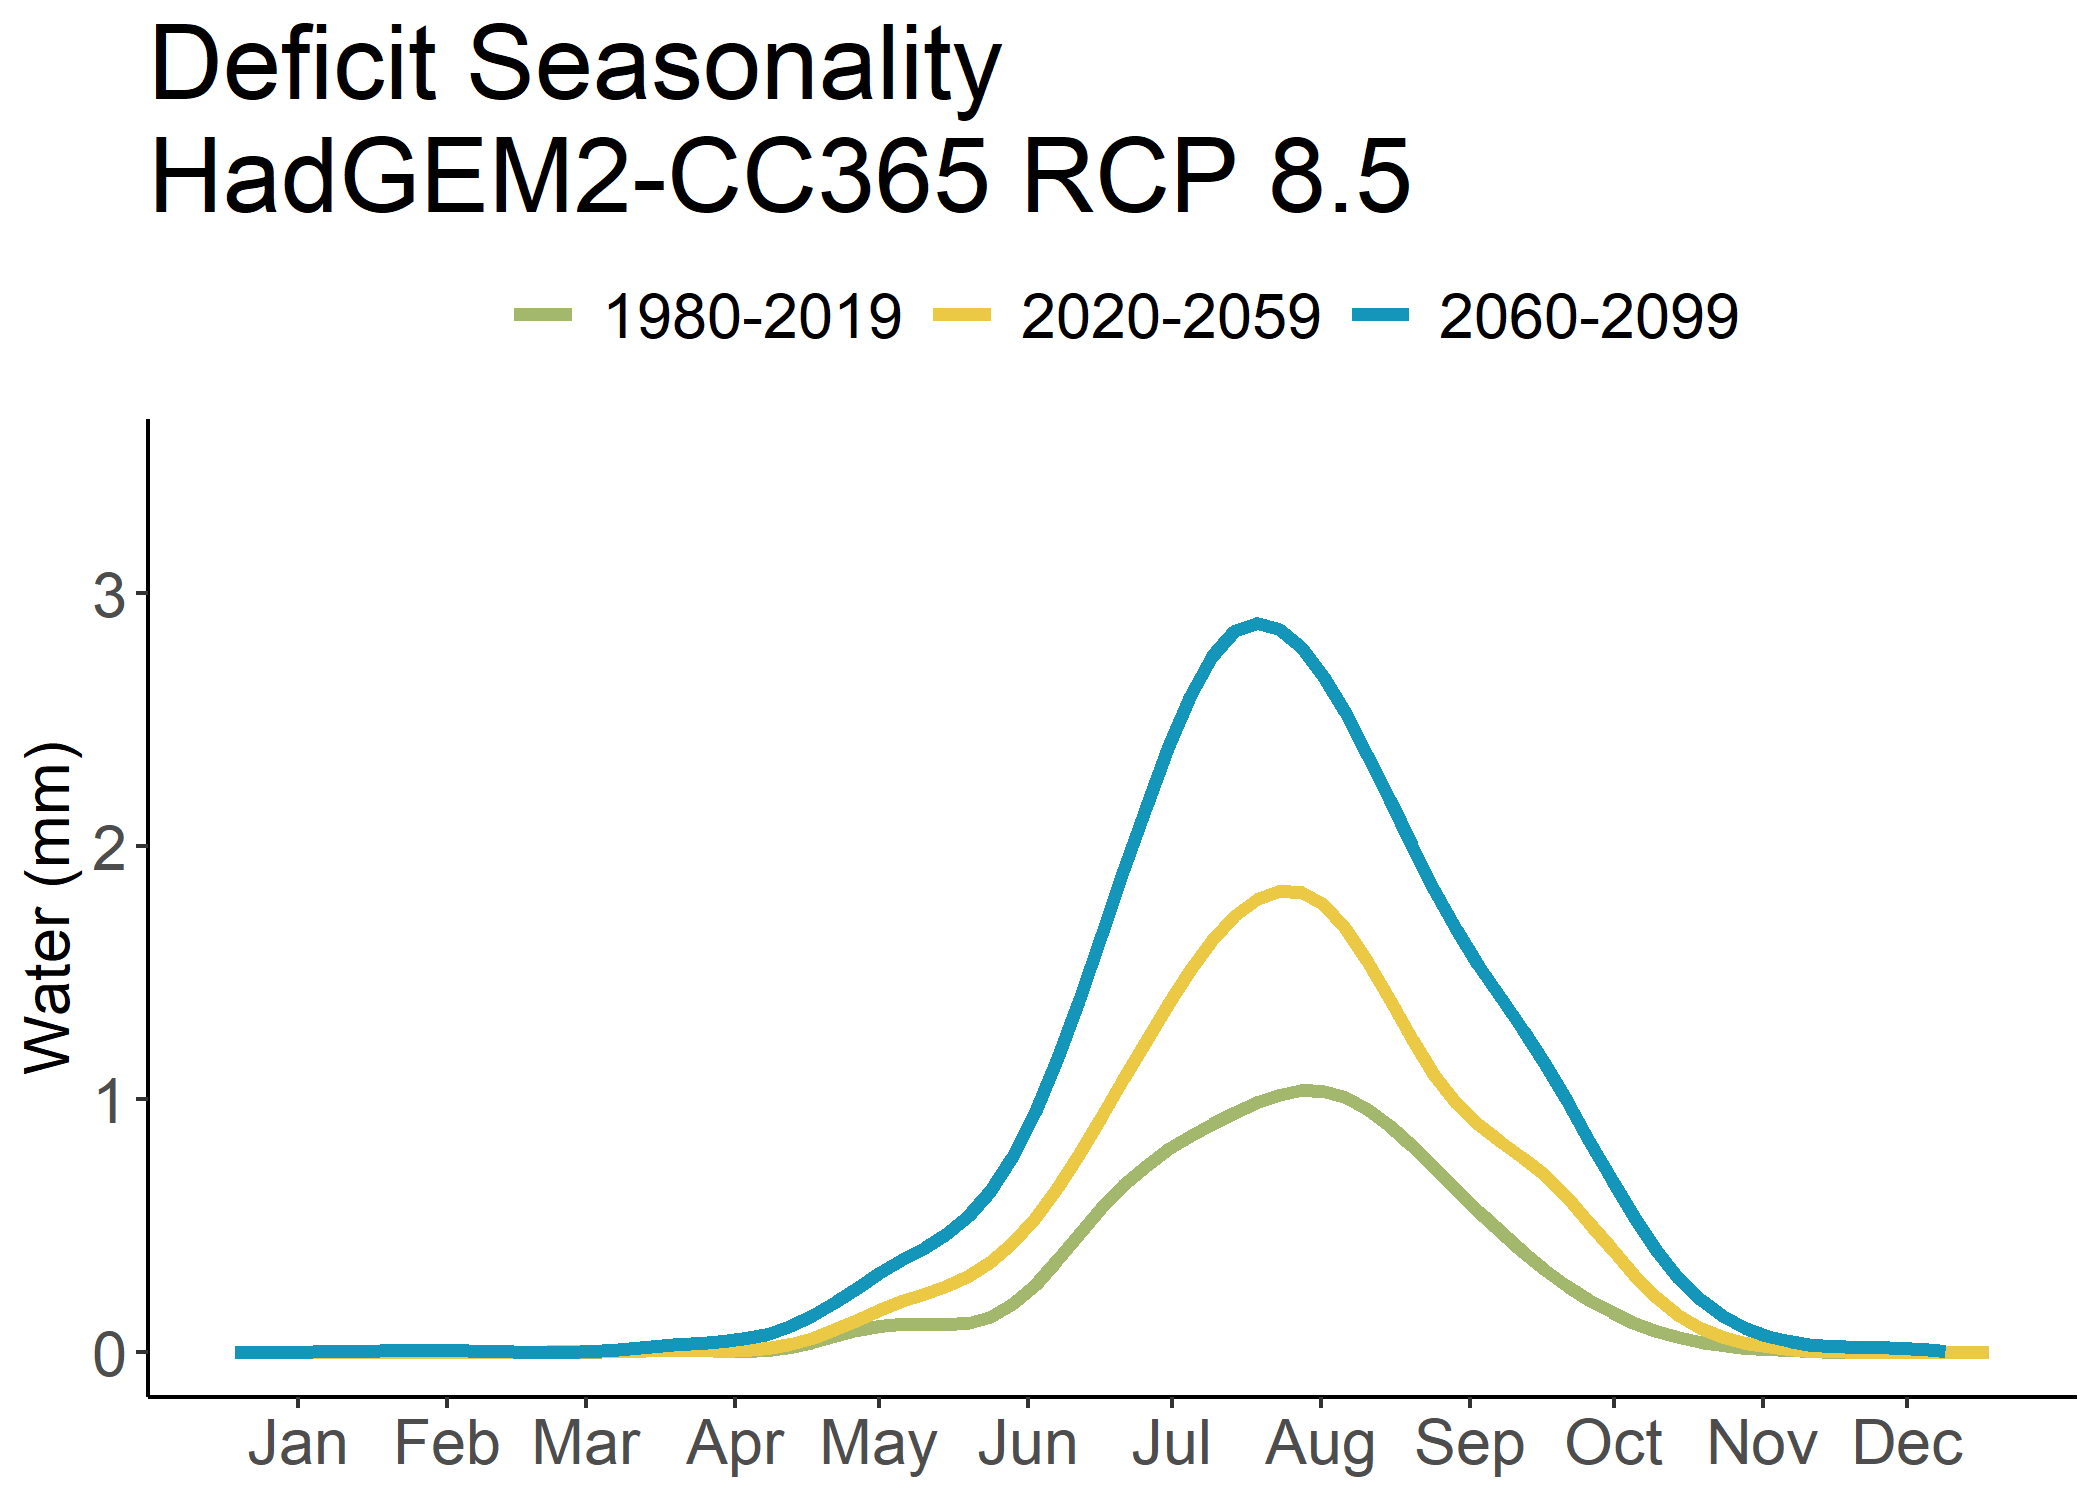 Deficit Seasonality
HadGEM2-CC365 RCP 8.5
1980-2019 2020-2059 2060-2099
3
2
1
0
Water (mm)
Jan Feb Mar Apr May Jun Jul Aug Sep Oct Nov Dec